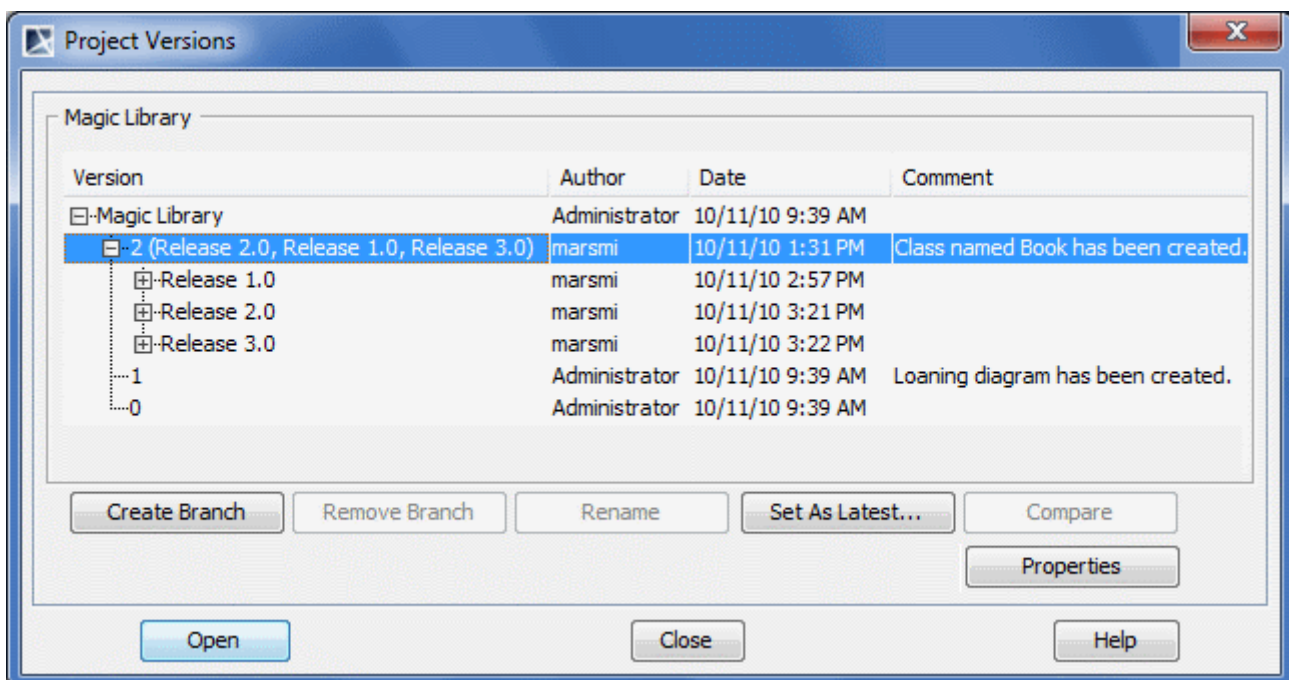 Project Versions
Magic Library
Version Author Date Comment
Magic Library Administrator 10/11/10 9:39 AM
2 (Release 2.0, Release 1.0, Release 3.0) marsmi 10/11/10 1:31 PM Class named Book has been created.
Release 1.0 marsmi 10/11/10 2:57 PM
Release 2.0 marsmi 10/11/10 3:21 PM
Release 3.0 marsmi 10/11/10 3:22 PM
1 Administrator 10/11/10 9:39 AM Loaning diagram has been created.
0 Administrator 10/11/10 9:39 AM
Create Branch Remove Branch Rename Set As Latest... Compare
Properties
Open Close Help